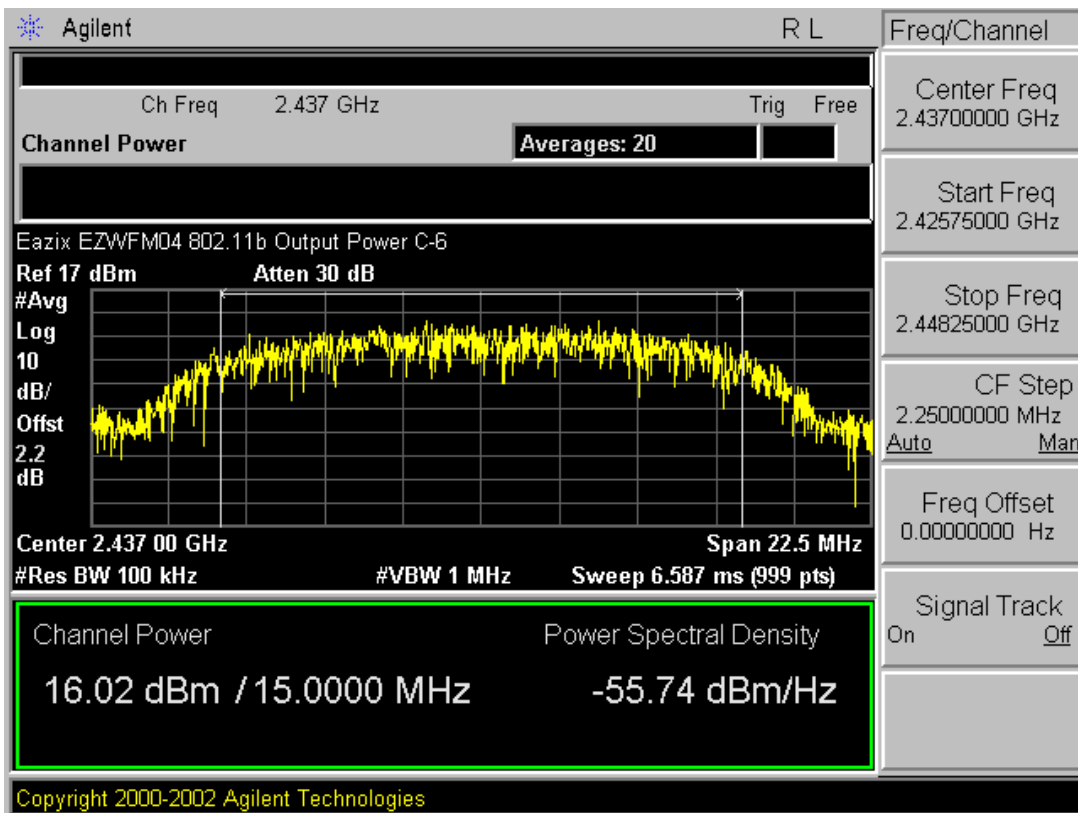 Agilent R L
Ch Freq 2.437 GHz Trig Free
Channel Power Averages: 20
Eazix EZWFM04 802.11b Output Power C-6
Ref 17 dBm Atten 30 dB
#Avg
Log
10
dB/
Offst
2.2
dB
Center 2.437 00 GHz Span 22.5 MHz
#Res BW 100 kHz #VBW 1 MHz Sweep 6.587 ms (999 pts)
Channel Power Power Spectral Density
16.02 dBm / 15.0000 MHz -55.74 dBm/Hz
Copyright 2000-2002 Agilent Technologies
Freq/Channel
Center Freq
2.43700000 GHz
Start Freq
2.42575000 GHz
Stop Freq
2.44825000 GHz
CF Step
2.25000000 MHz
Auto Man
Freq Offset
0.00000000 Hz
Signal Track
On Off